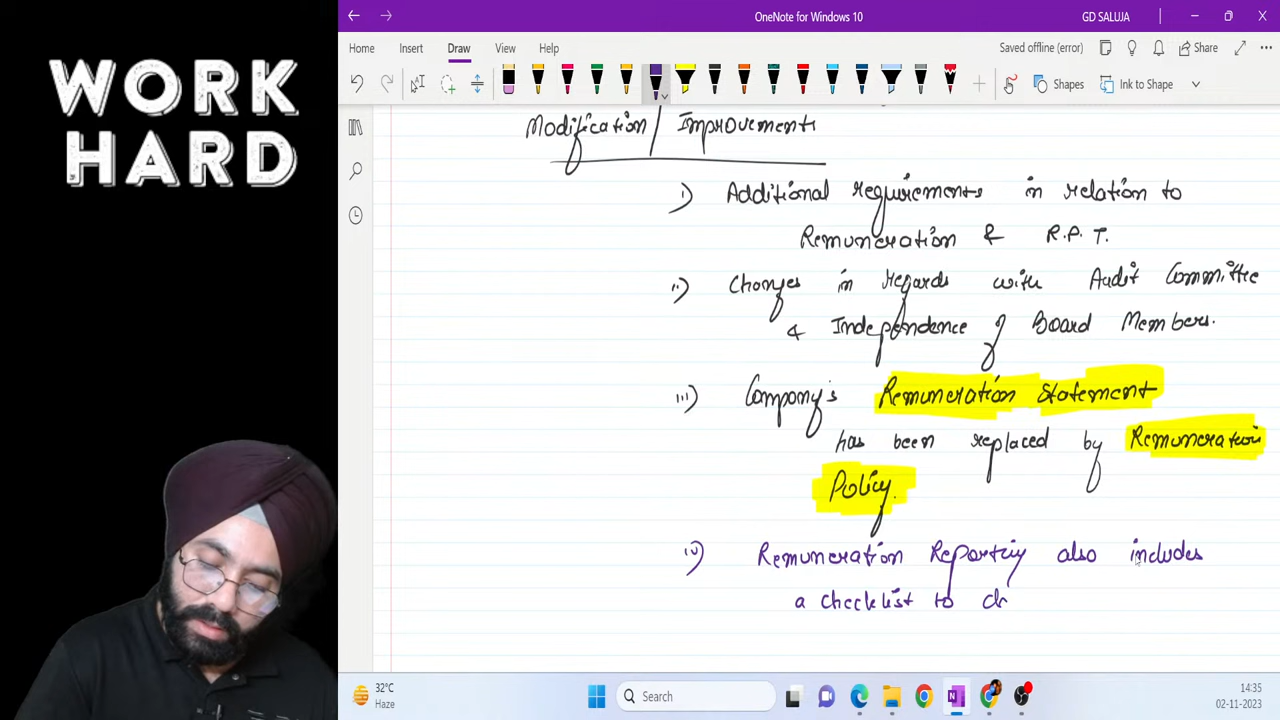 OneNote for Windows 10
GD SALUJA
WORK
HARD
Home Insert Draw View Help
Saved offline (error)
Share
Shapes
Ink to Shape
Modification / Improvements
i) Additional requirements in relation to
Remuneration & R.P.T.
ii) Changes in regards with Audit Committee
& Independence of Board Members.
iii) Company's Remuneration Statement
has been replaced by Remuneration
Policy.
iv) Remuneration Reporting also includes
a checklist to
Search
32°C
Haze
14:35
02-11-2023